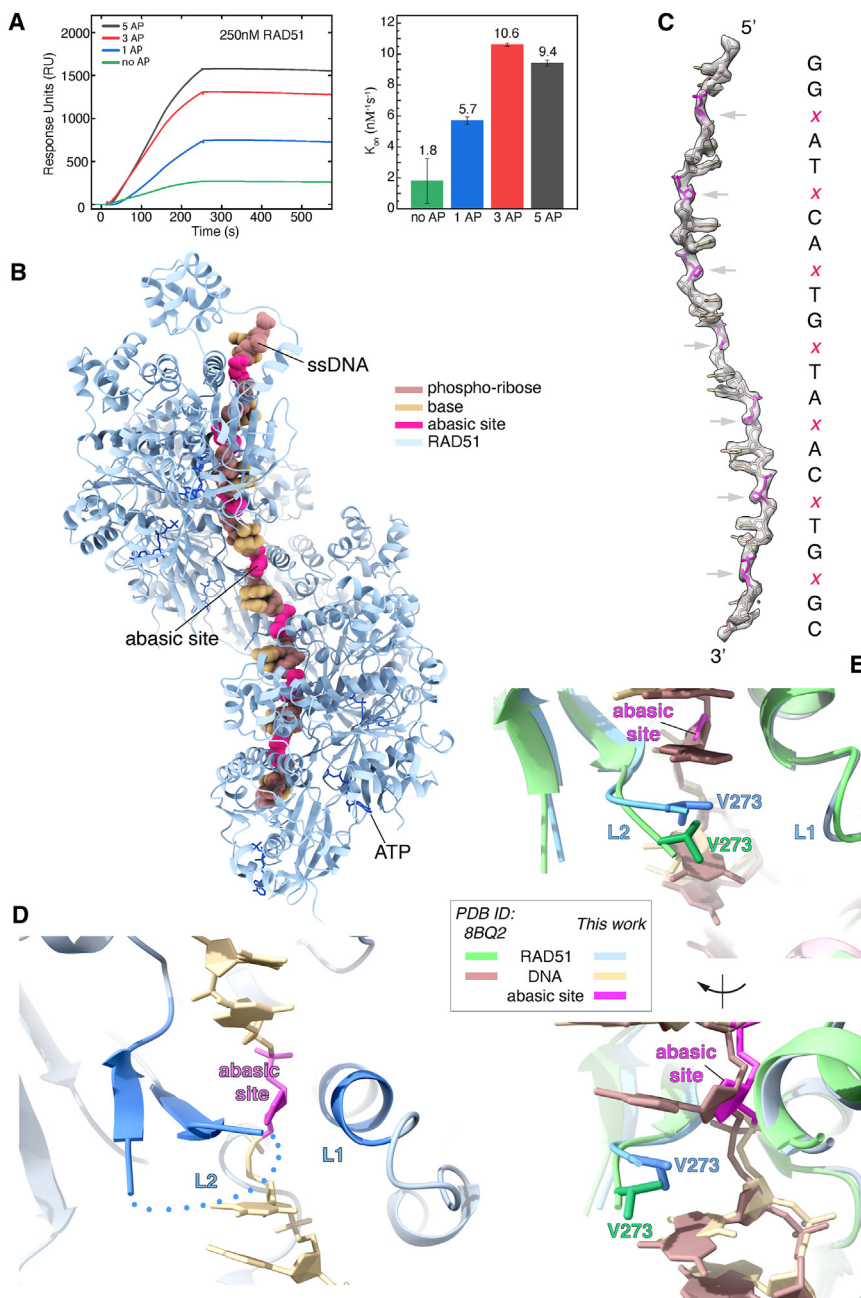 A
5 AP
3 AP
1 AP
no AP
250nM RAD51
Response Units (RU)
1500
1000
500
0
0 100 200 300 400 500
Time (s)
Kon (nM⁻¹s⁻¹)
12
10
8
6
4
2
0
1.8
5.7
10.6
9.4
no AP 1 AP 3 AP 5 AP
B
ssDNA
phospho-ribose
base
abasic site
RAD51
abasic site
ATP
C
5'
3'
G
G
x
A
T
x
C
A
x
T
G
x
T
A
x
A
C
x
T
G
x
G
C
D
abasic
site
L2
L1
E
abasic
site
V273
V273
L2
L1
PDB ID:
8BQ2
This work
RAD51
DNA
abasic site
abasic
site
V273
V273